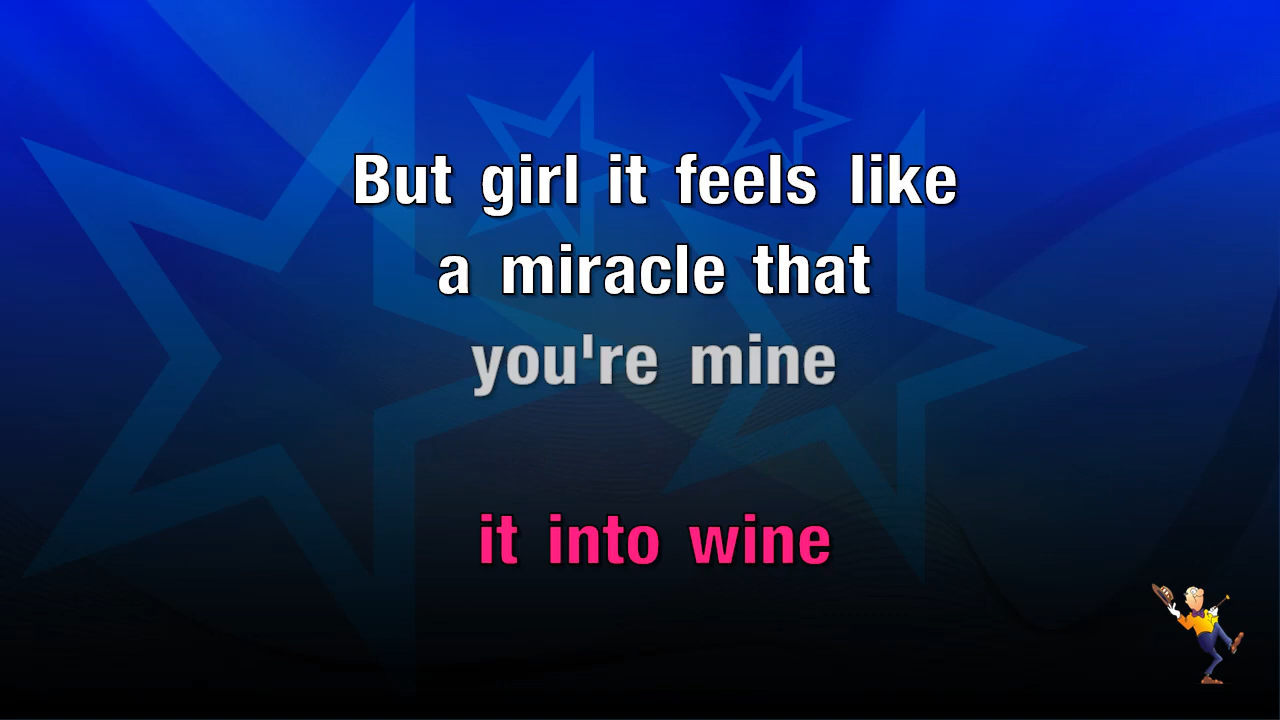 But girl it feels like
a miracle that
you're mine
it into wine